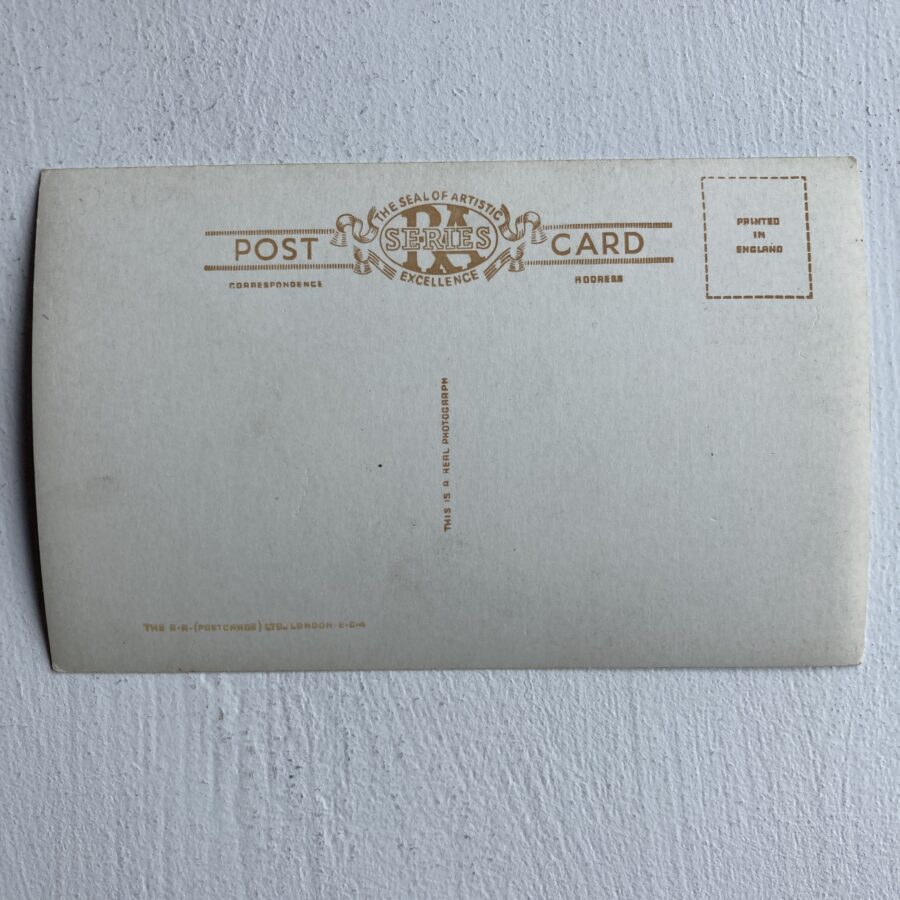 THE SEAL OF ARTISTIC
POST
RA
SERIES
CARD
EXCELLENCE
CORRESPONDENCE
ADDRESS
PRINTED
IN
ENGLAND
THIS IS A REAL PHOTOGRAPH
THE R·A·(POSTCARDS) LTD., LONDON·E·C·4